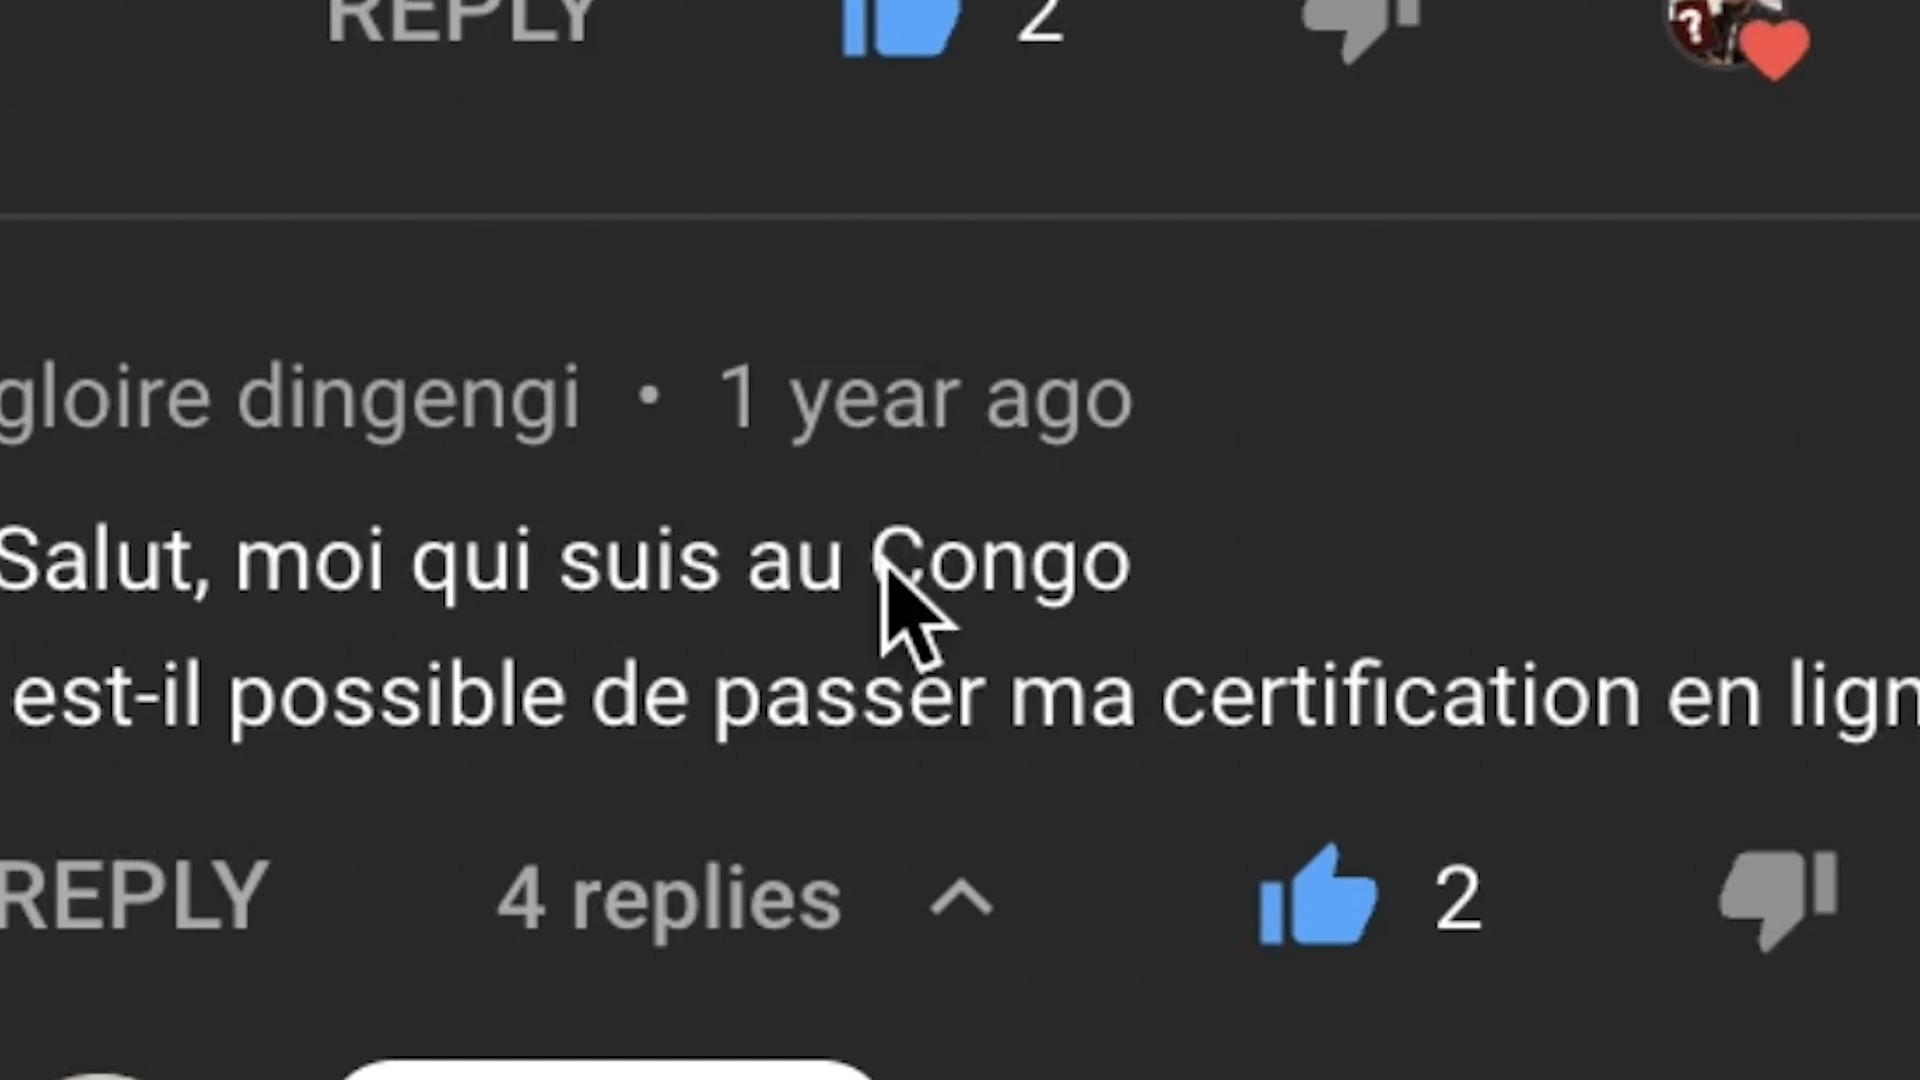 REPLY 2
?
gloire dingengi • 1 year ago
Salut, moi qui suis au Congo
est-il possible de passer ma certification en lign
REPLY 4 replies 2